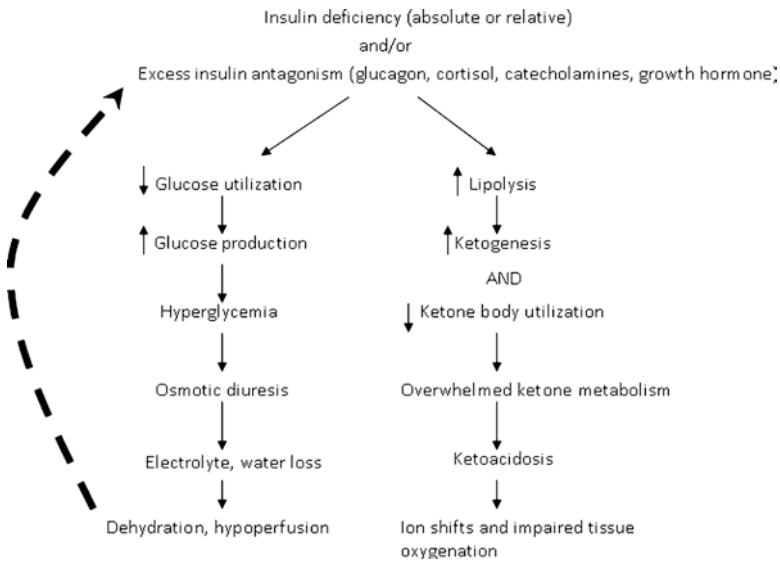 Insulin deficiency (absolute or relative)
and/or
Excess insulin antagonism (glucagon, cortisol, catecholamines, growth hormone)
Glucose utilization
Lipolysis
Glucose production
Ketogenesis
AND
Hyperglycemia
Ketone body utilization
Osmotic diuresis
Overwhelmed ketone metabolism
Electrolyte, water loss
Ketoacidosis
Dehydration, hypoperfusion
Ion shifts and impaired tissue
oxygenation